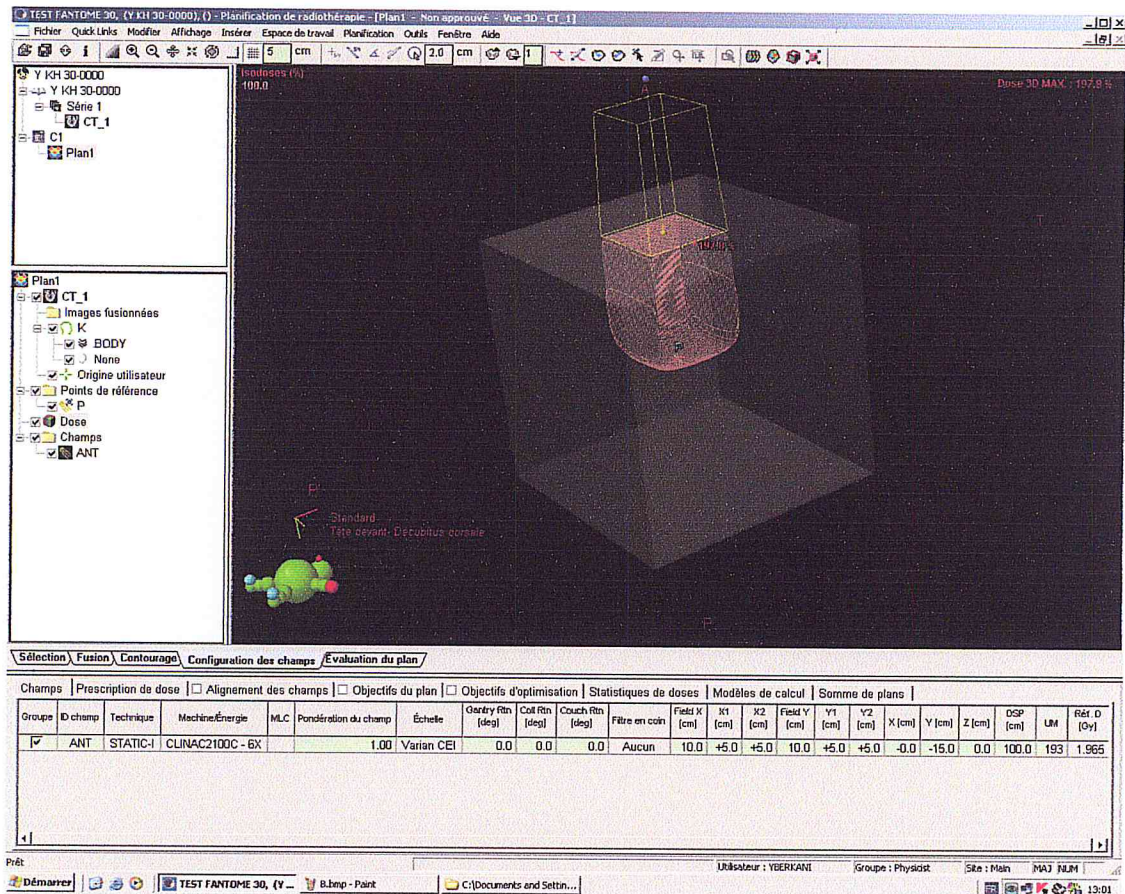 TEST FANTOME 30, (Y KH 30-0000), () - Planification de radiothérapie - [Plan1 - Non approuvé - Vue 3D - CT_1]
Fichier Quick Links Modifier Affichage Insérer Espace de travail Planification Outils Fenêtre Aide
5 cm 2.0 cm 1
Y KH 30-0000
Y KH 30-0000
Série 1
CT_1
C1
Plan1
Isodoses (%)
100.0
Dose 3D MAX. : 197.9 %
A
Plan1
CT_1
Images fusionnées
K
BODY
None
Origine utilisateur
Points de référence
P
Dose
Champs
ANT
Standard
Tête devant- Décubitus dorsale
P
Sélection Fusion Contourage Configuration des champs Évaluation du plan
Champs Prescription de dose Alignement des champs Objectifs du plan Objectifs d'optimisation Statistiques de doses Modèles de calcul Somme de plans
Groupe ID champ Technique Machine/Énergie MLC Pondération du champ Échelle Gantry Rtn [deg] Coll Rtn [deg] Couch Rtn [deg] Filtre en coin Field X [cm] X1 [cm] X2 [cm] Field Y [cm] Y1 [cm] Y2 [cm] X [cm] Y [cm] Z [cm] DSP [cm] UM Réf. D [Gy]
ANT STATIC-I CLINAC2100C - 6X 1.00 Varian CEI 0.0 0.0 0.0 Aucun 10.0 +5.0 +5.0 10.0 +5.0 +5.0 -0.0 -15.0 0.0 100.0 193 1.965
Prêt
Utilisateur : YBERKANI Groupe : Physicist Site : Main MAJ NUM
Démarrer TEST FANTOME 30, (Y ... B.bmp - Paint C:\Documents and Settin... 13:01